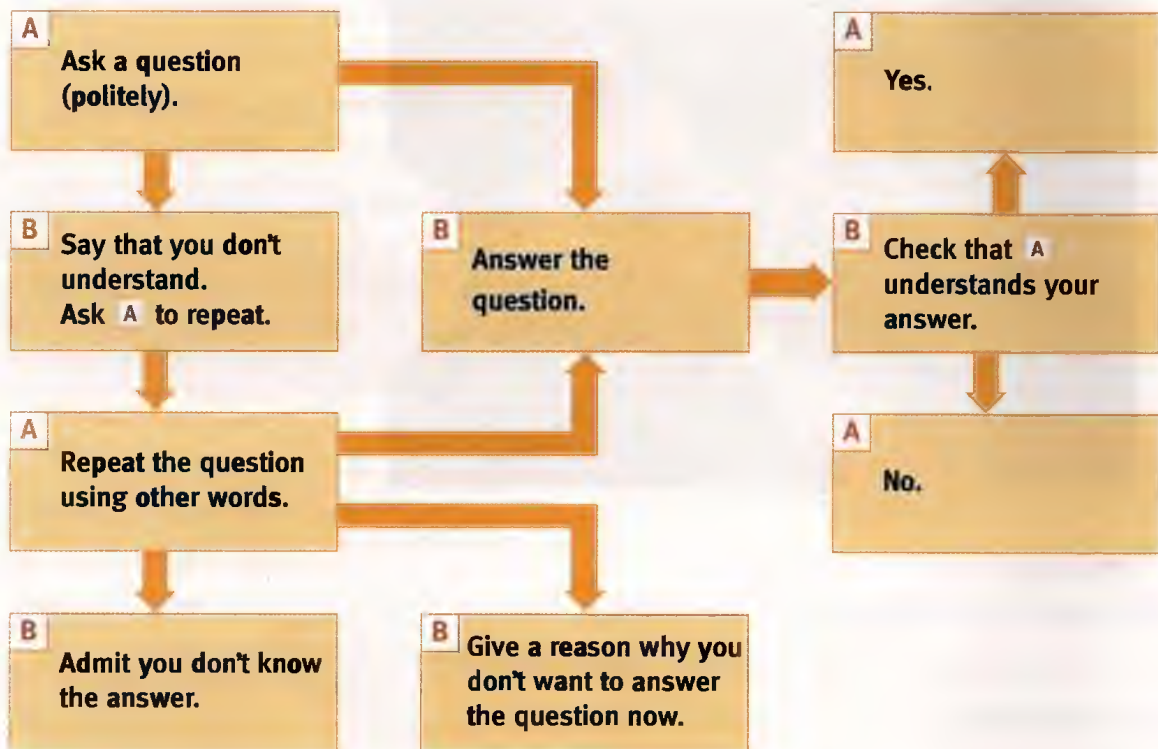 A
Ask a question
(politely).
A
Yes.
B
Say that you don't
understand.
Ask A to repeat.
B
Answer the
question.
B
Check that A
understands your
answer.
A
Repeat the question
using other words.
A
No.
B
Admit you don't know
the answer.
B
Give a reason why you
don't want to answer
the question now.